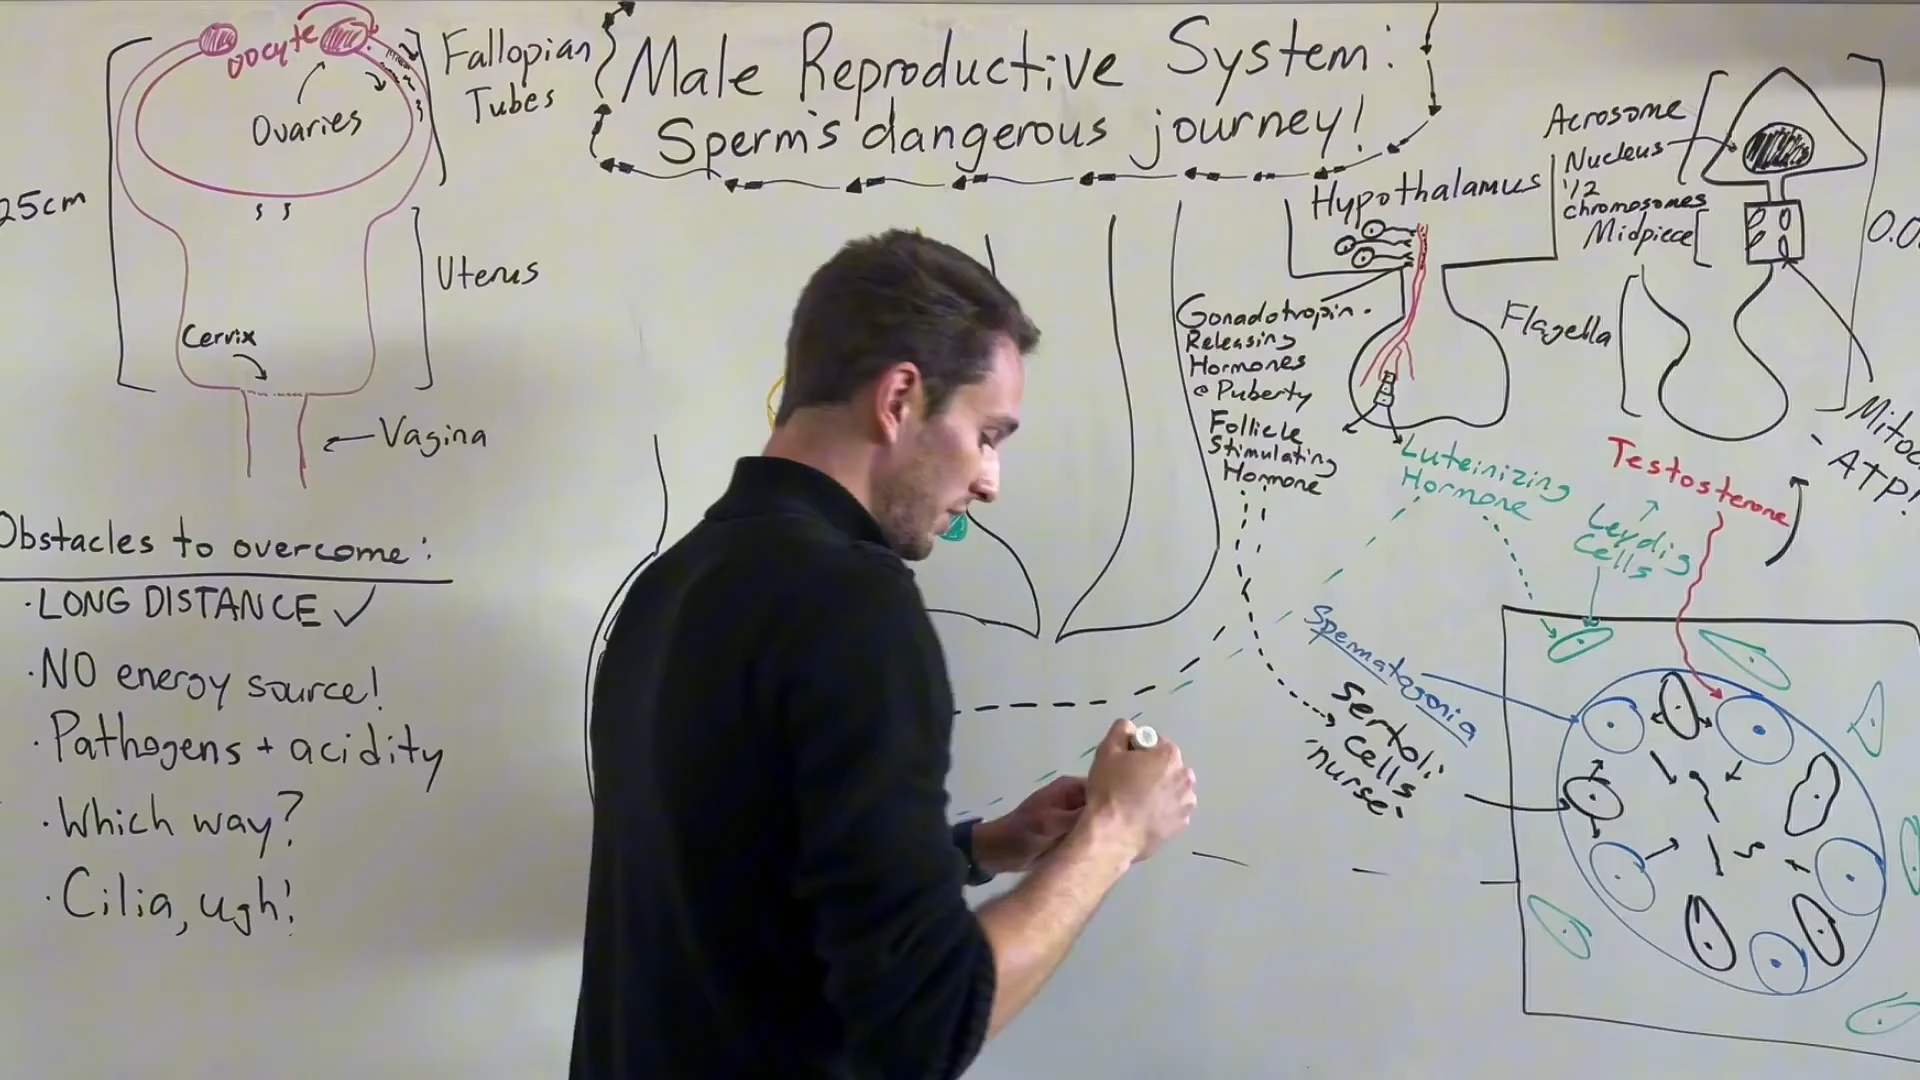 Male Reproductive System:
Sperm's dangerous journey!
oocyte
Ovaries
Fallopian
Tubes
25cm
Uterus
Cervix
Vagina
Obstacles to overcome:
· LONG DISTANCE ✓
· NO energy source!
· Pathogens + acidity
· Which way?
· Cilia, ugh!
Hypothalamus
Gonadotropin-
Releasing
Hormones
@ Puberty
Follicle
Stimulating
Hormone
Luteinizing
Hormone
Testosterone
Leydig
Cells
Spermatogonia
Sertoli
Cells
"nurse"
Acrosome
Nucleus
1/2
chromosomes
Midpiece
Flagella
0.0
Mitoc
- ATP!